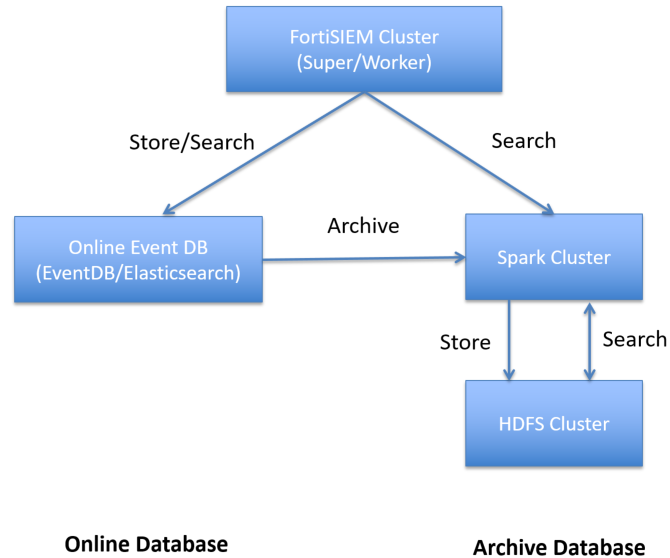 FortiSIEM Cluster
(Super/Worker)
Store/Search
Search
Archive
Online Event DB
(EventDB/Elasticsearch)
Spark Cluster
Store
Search
HDFS Cluster
Online Database
Archive Database